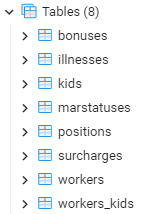 Tables (8)
bonuses
illnesses
kids
marstatuses
positions
surcharges
workers
workers_kids